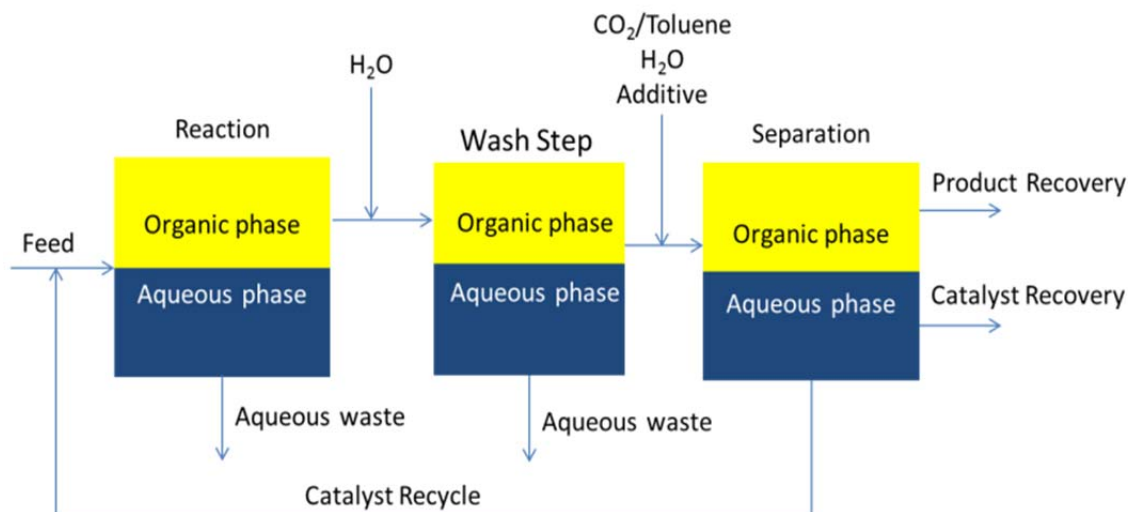 CO₂/Toluene
H₂O
H₂O
Additive
Reaction
Wash Step
Separation
Product Recovery
Organic phase
Organic phase
Organic phase
Feed
Aqueous phase
Aqueous phase
Aqueous phase
Catalyst Recovery
Aqueous waste
Aqueous waste
Catalyst Recycle